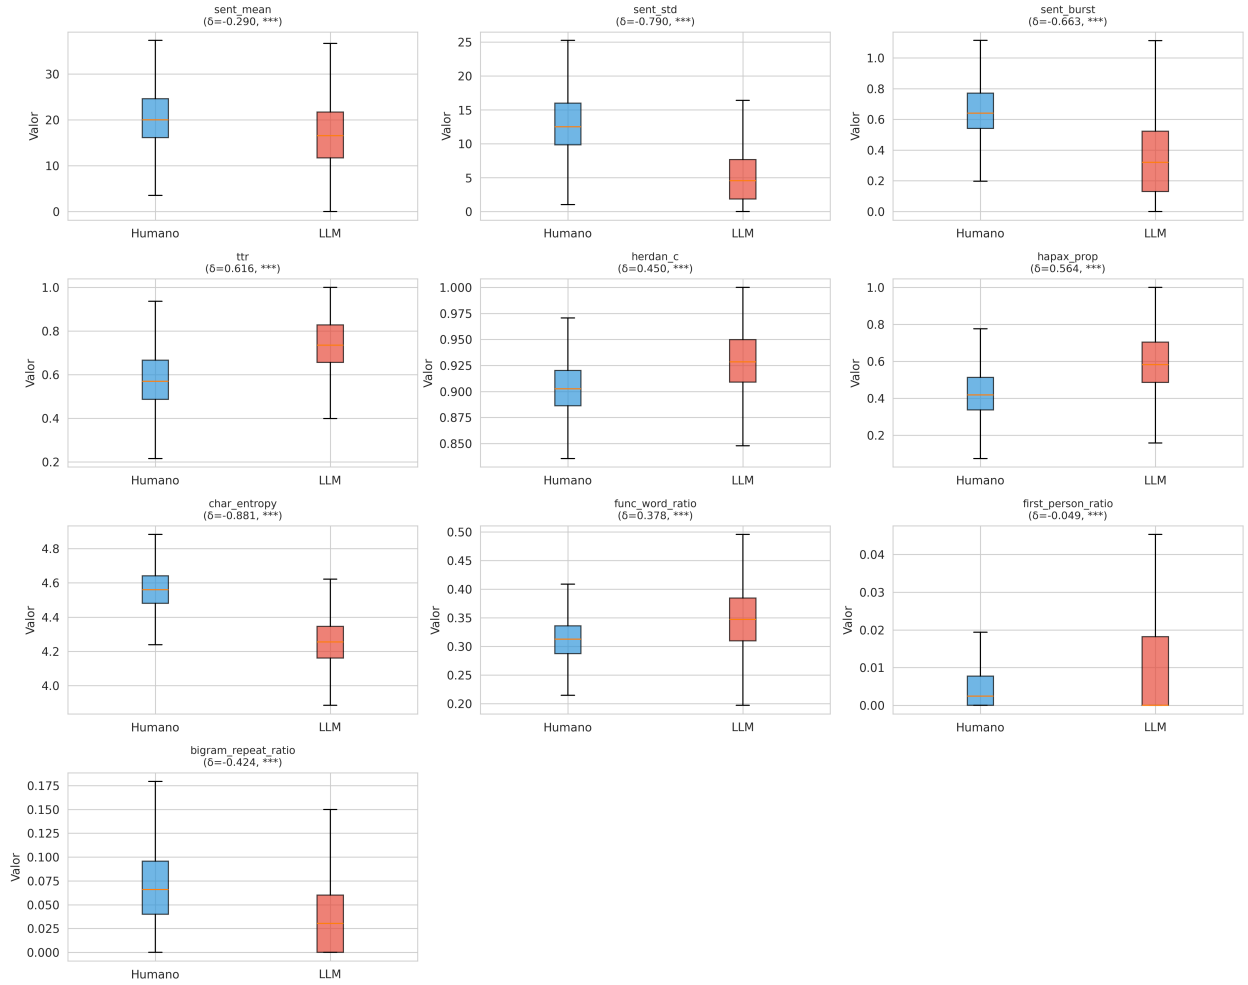 sent_mean
(δ=-0.290, ***)
Valor
30
20
10
0
Humano LLM
sent_std
(δ=-0.790, ***)
Valor
25
20
15
10
5
0
Humano LLM
sent_burst
(δ=-0.663, ***)
Valor
1.0
0.8
0.6
0.4
0.2
0.0
Humano LLM
ttr
(δ=0.616, ***)
Valor
1.0
0.8
0.6
0.4
0.2
Humano LLM
herdan_c
(δ=0.450, ***)
Valor
1.000
0.975
0.950
0.925
0.900
0.875
0.850
Humano LLM
hapax_prop
(δ=0.564, ***)
Valor
1.0
0.8
0.6
0.4
0.2
Humano LLM
char_entropy
(δ=-0.881, ***)
Valor
4.8
4.6
4.4
4.2
4.0
Humano LLM
func_word_ratio
(δ=0.378, ***)
Valor
0.50
0.45
0.40
0.35
0.30
0.25
0.20
Humano LLM
first_person_ratio
(δ=-0.049, ***)
Valor
0.04
0.03
0.02
0.01
0.00
Humano LLM
bigram_repeat_ratio
(δ=-0.424, ***)
Valor
0.175
0.150
0.125
0.100
0.075
0.050
0.025
0.000
Humano LLM